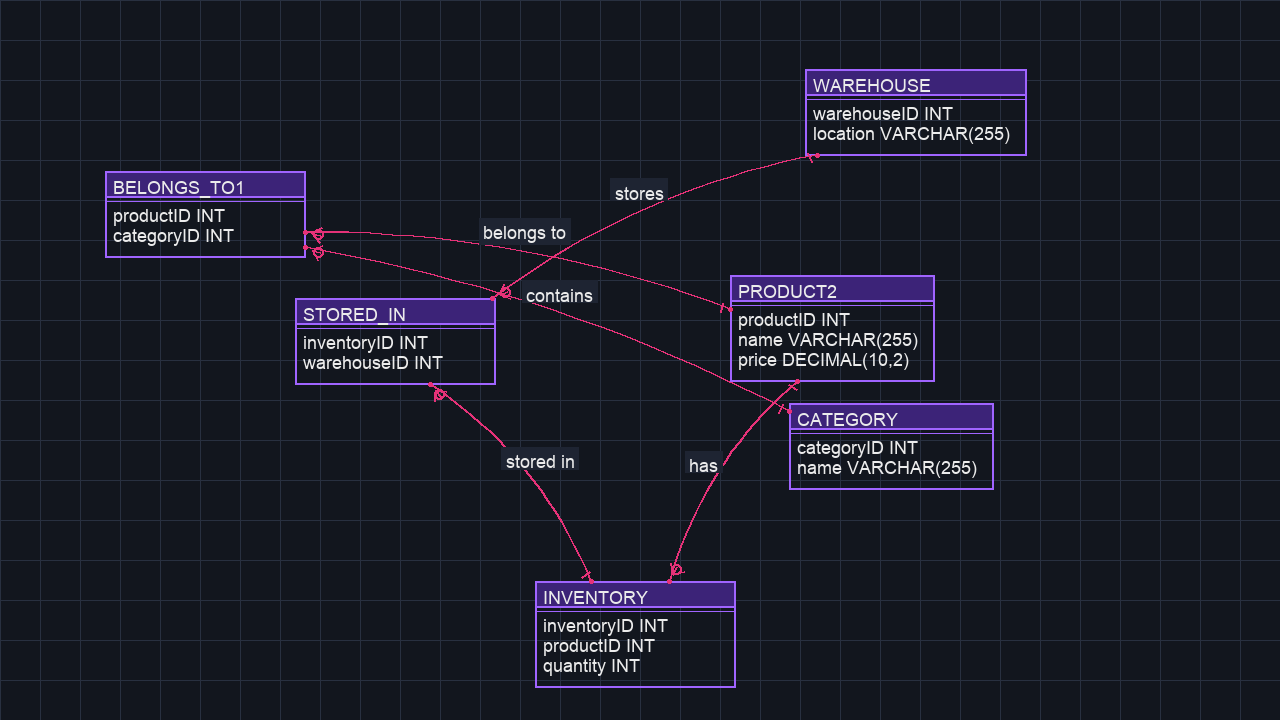 WAREHOUSE
warehouseID INT
location VARCHAR(255)
BELONGS_TO1
productID INT
categoryID INT
stores
belongs to
contains
STORED_IN
inventoryID INT
warehouseID INT
PRODUCT2
productID INT
name VARCHAR(255)
price DECIMAL(10,2)
CATEGORY
categoryID INT
name VARCHAR(255)
stored in
has
INVENTORY
inventoryID INT
productID INT
quantity INT